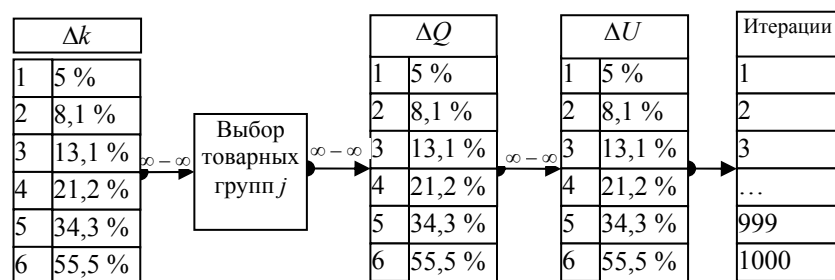 Δk ΔQ ΔU Итерации
1 5 % 1 5 % 1 5 % 1
2 8,1 % 2 8,1 % 2 8,1 % 2
Выбор
товарных
групп j
3 13,1 % ∞ – ∞ ∞ – ∞ 3 13,1 % ∞ – ∞ 3 13,1 % 3
4 21,2 % 4 21,2 % 4 21,2 % …
5 34,3 % 5 34,3 % 5 34,3 % 999
6 55,5 % 6 55,5 % 6 55,5 % 1000